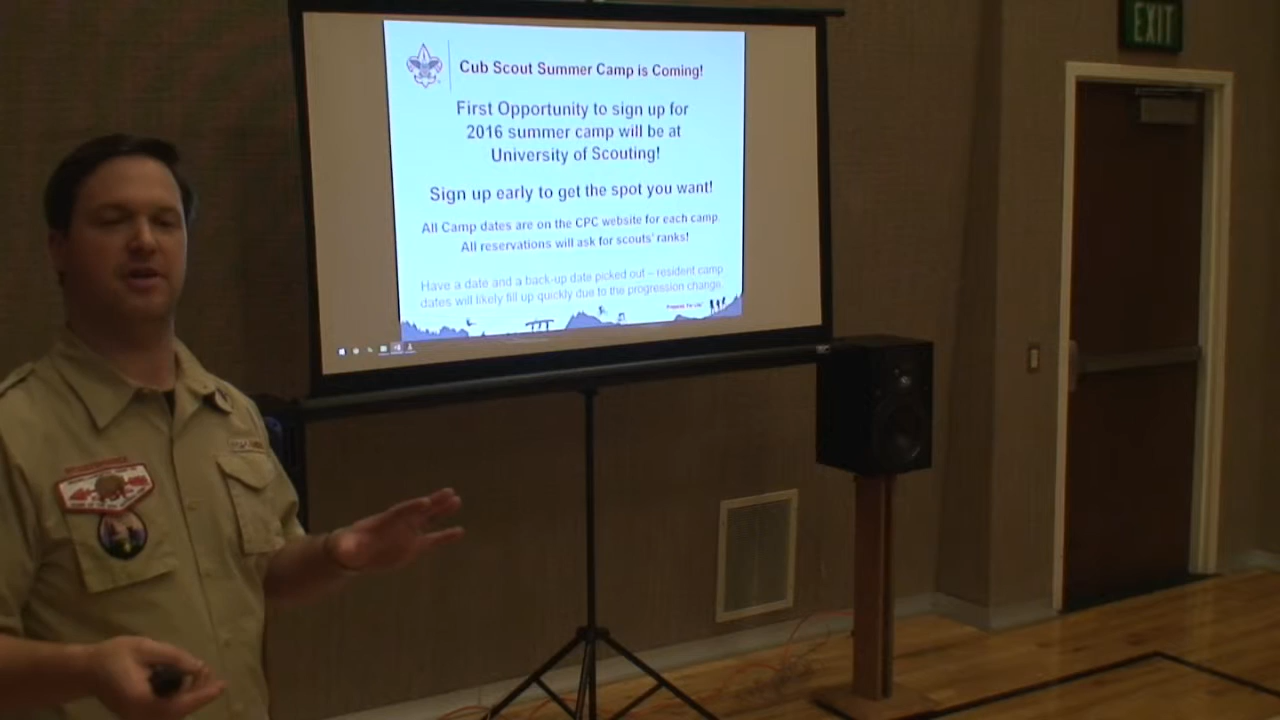 EXIT
Cub Scout Summer Camp is Coming!
First Opportunity to sign up for
2016 summer camp will be at
University of Scouting!
Sign up early to get the spot you want!
All Camp dates are on the CPC website for each camp
All reservations will ask for scouts' ranks!
Have a date and a back-up date picked out – resident camp
dates will likely fill up quickly due to the progression change.
Prepared. For Life.